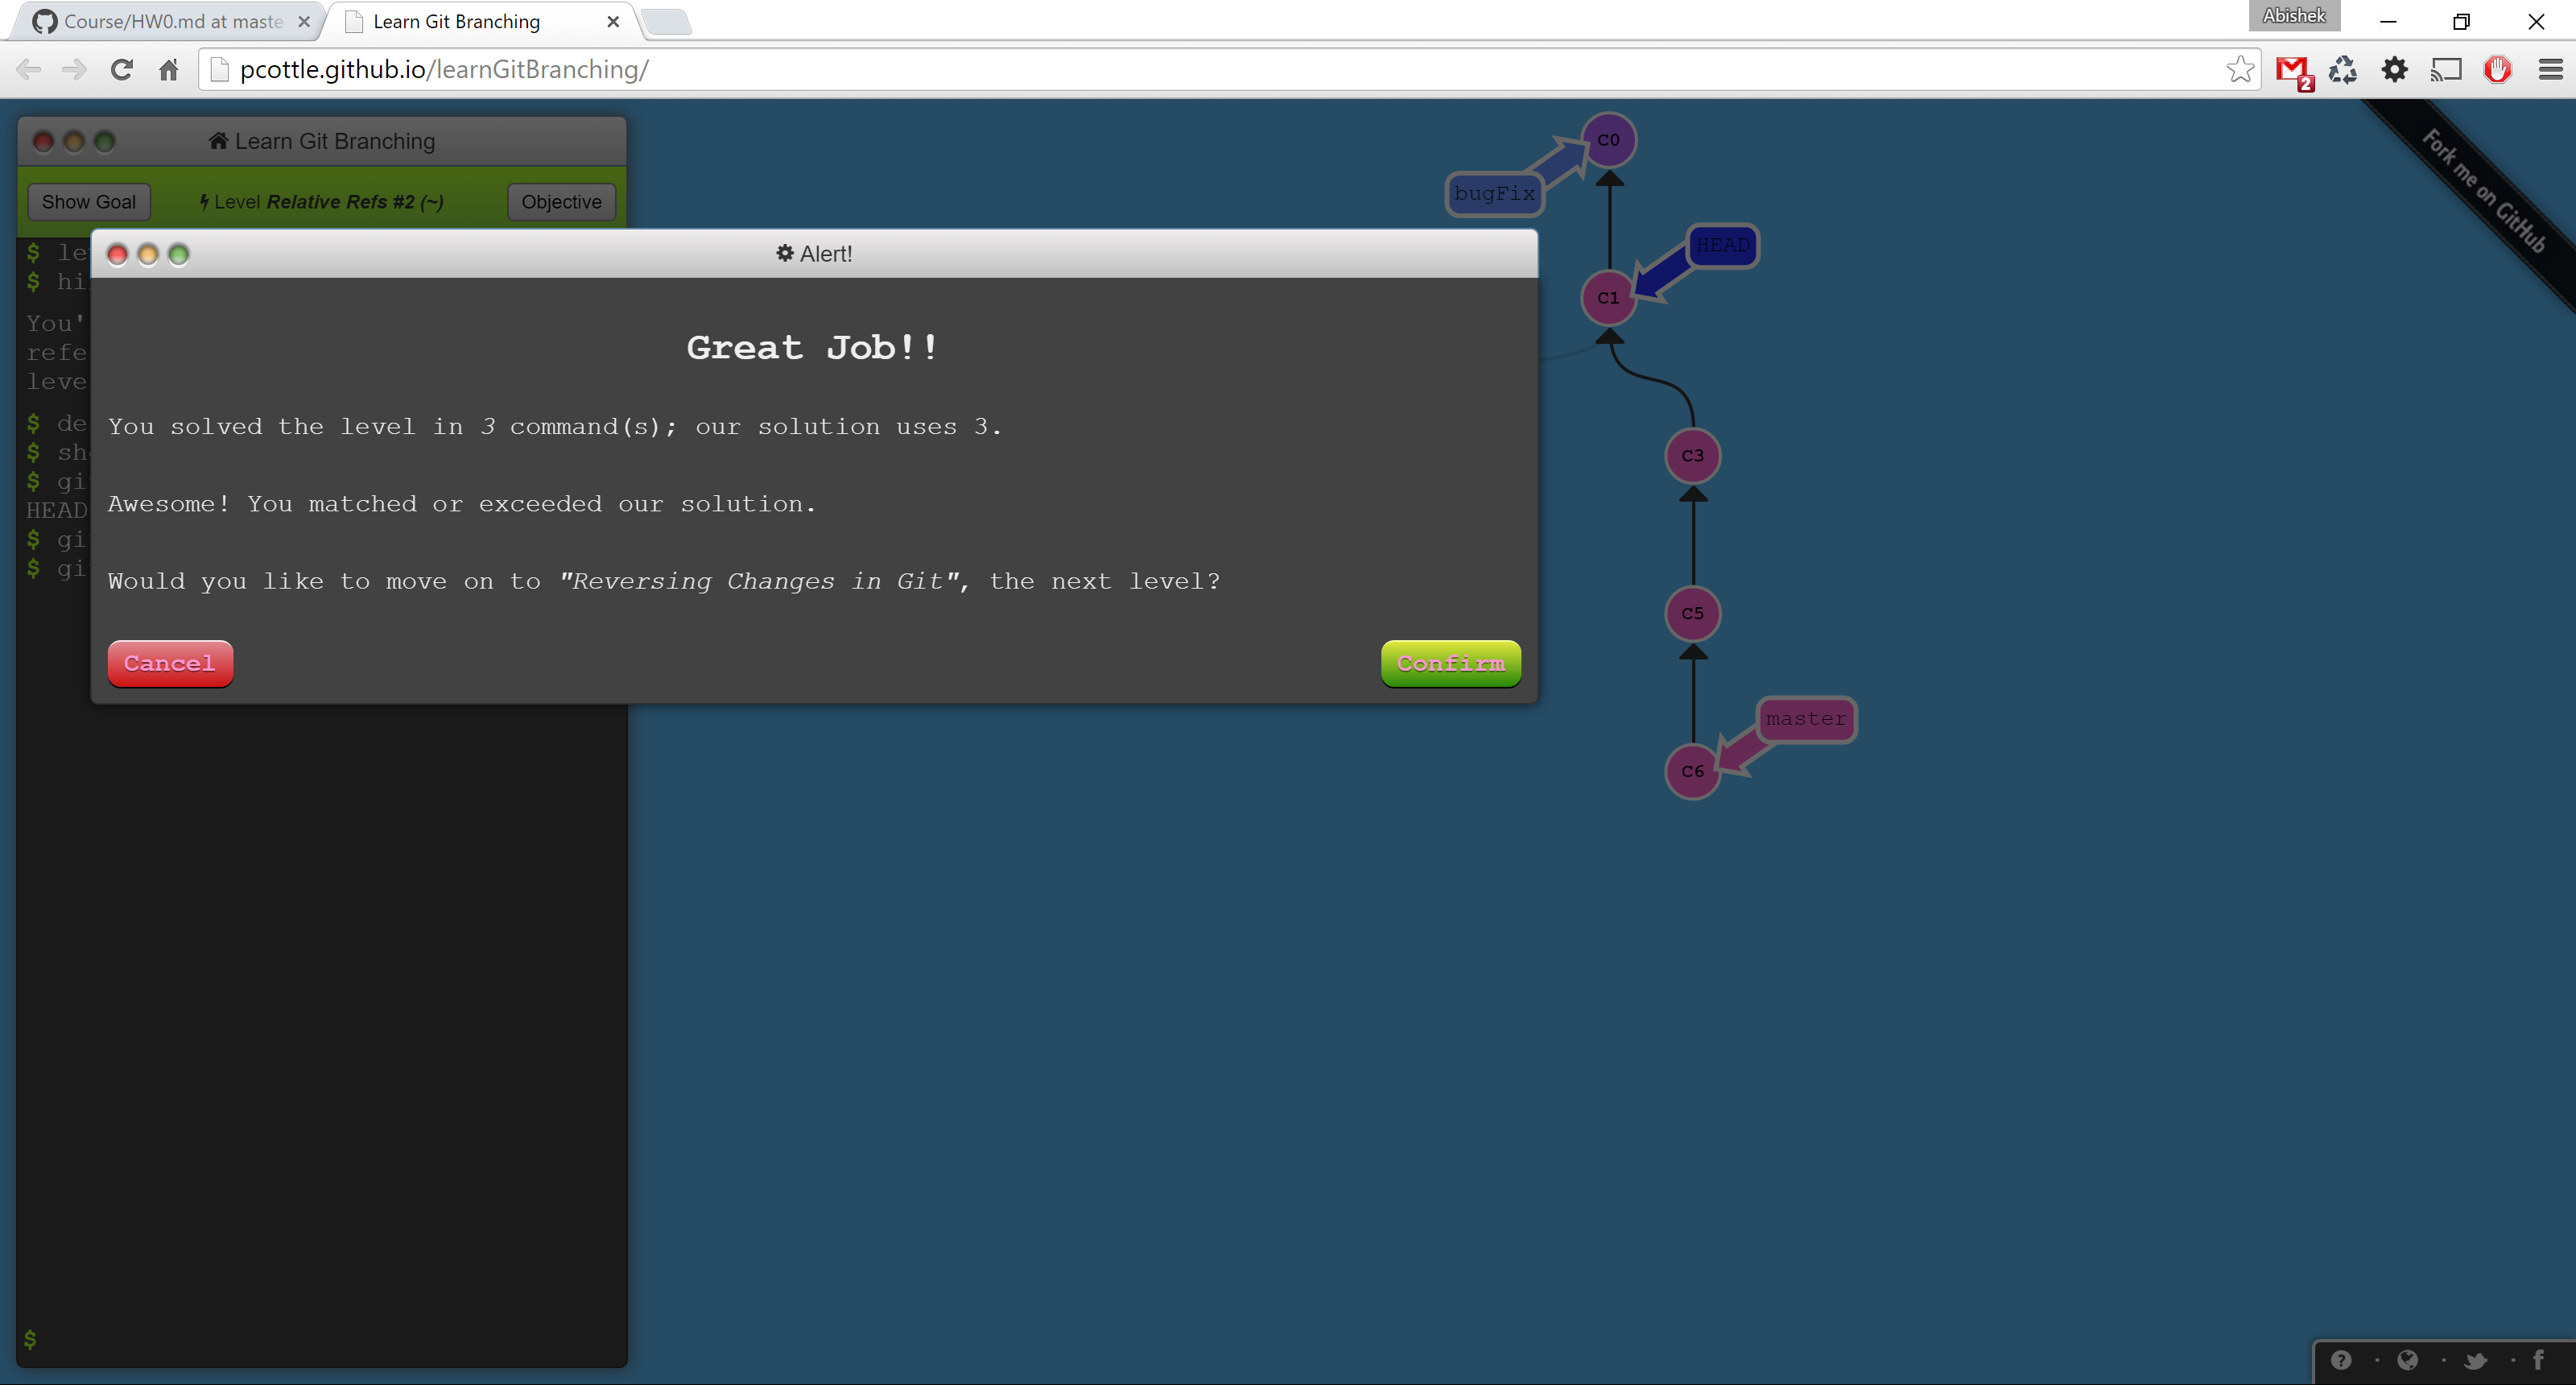 Course/HW0.md at maste
Learn Git Branching
Abishek
pcottle.github.io/learnGitBranching/
2
Learn Git Branching
Show Goal
Level Relative Refs #2 (~)
Objective
$ le
$ hi
You'
refe
leve
$ de
$ sh
$ gi
HEAD
$ gi
$ gi
$
Alert!
Great Job!!
You solved the level in 3 command(s); our solution uses 3.
Awesome! You matched or exceeded our solution.
Would you like to move on to "Reversing Changes in Git", the next level?
Cancel
Confirm
C0
bugFix
HEAD
C1
C3
C5
master
C6
Fork me on GitHub